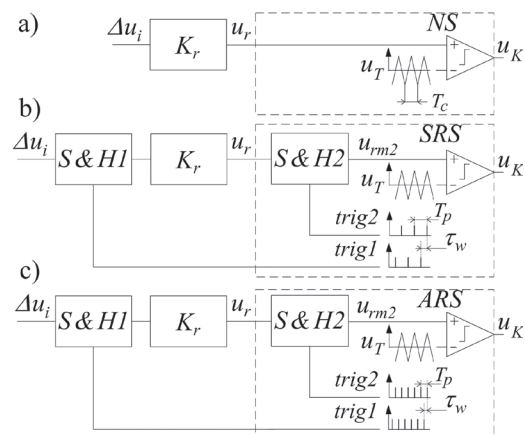 a)
NS
Δu_i
K_r
u_r
u_T
T_c
+
−
u_K
b)
SRS
Δu_i
S & H1
K_r
u_r
S & H2
u_rm2
u_T
+
−
u_K
trig2
T_p
trig1
τ_w
c)
ARS
Δu_i
S & H1
K_r
u_r
S & H2
u_rm2
u_T
+
−
u_K
trig2
T_p
trig1
τ_w